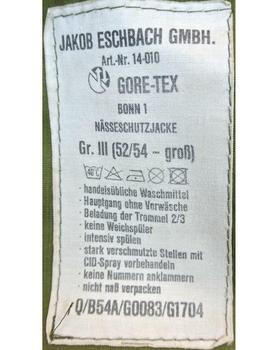 JAKOB ESCHBACH GMBH.
Art.-Nr. 14-010
GORE-TEX
BONN 1
NÄSSESCHUTZJACKE
Gr. III (52/54 - groß)
· handelsübliche Waschmittel
· Hauptgang ohne Vorwäsche
· Beladung der Trommel 2/3
· keine Weichspüler
· intensiv spülen
· stark verschmutzte Stellen mit
CID-Spray vorbehandeln
· keine Nummern anklammern
· nicht naß verpacken
Q/B54A/G0083/G1704